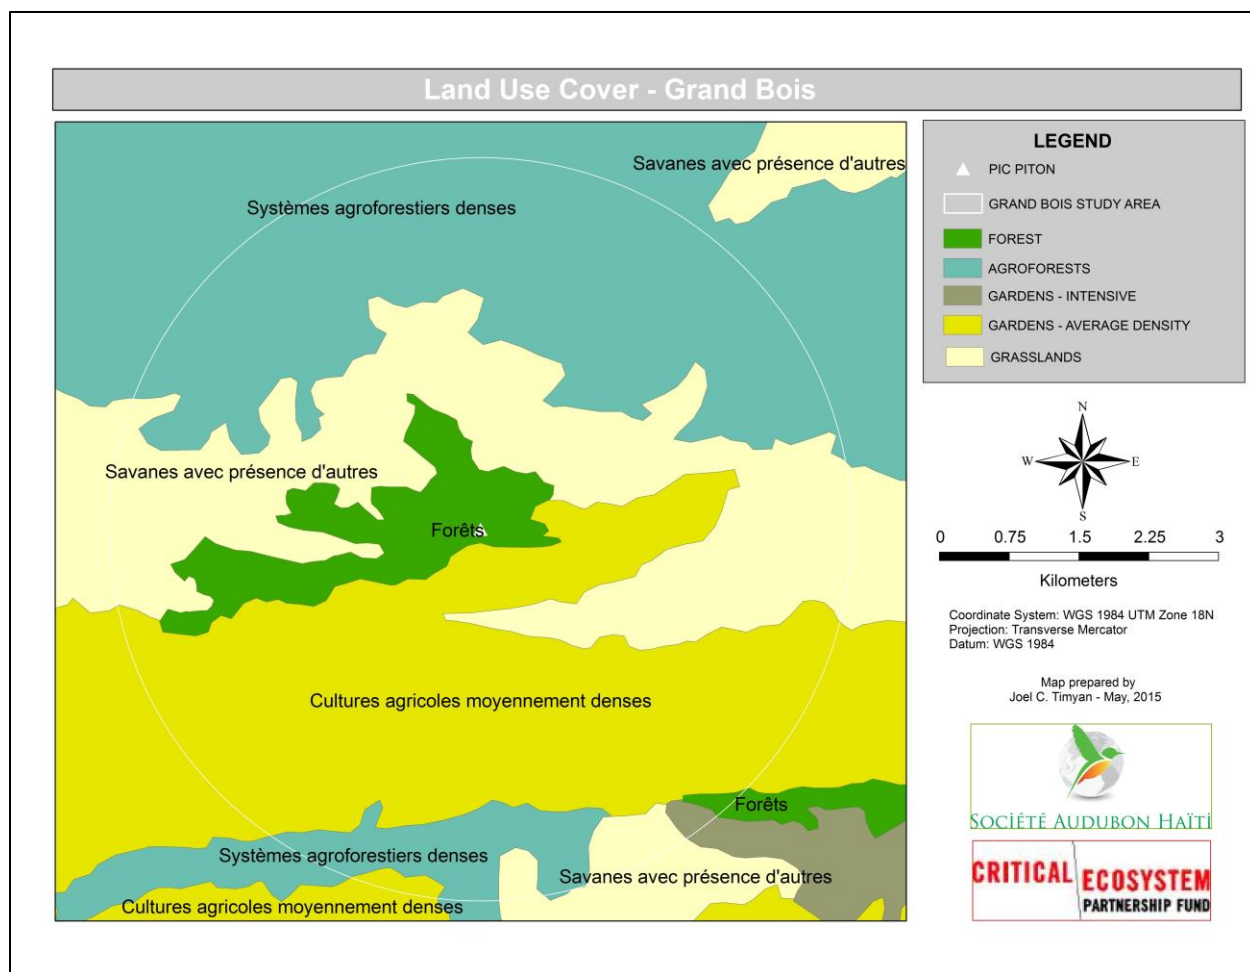 Land Use Cover - Grand Bois
Savanes avec présence d'autres
Systèmes agroforestiers denses
Savanes avec présence d'autres
Forêts
Cultures agricoles moyennement denses
Forêts
Systèmes agroforestiers denses
Savanes avec présence d'autres
Cultures agricoles moyennement denses
LEGEND
PIC PITON
GRAND BOIS STUDY AREA
FOREST
AGROFORESTS
GARDENS - INTENSIVE
GARDENS - AVERAGE DENSITY
GRASSLANDS
N
W E
S
0 0.75 1.5 2.25 3
Kilometers
Coordinate System: WGS 1984 UTM Zone 18N
Projection: Transverse Mercator
Datum: WGS 1984
Map prepared by
Joel C. Timyan - May, 2015
SOCIÉTÉ AUDUBON HAÏTI
CRITICAL ECOSYSTEM
PARTNERSHIP FUND